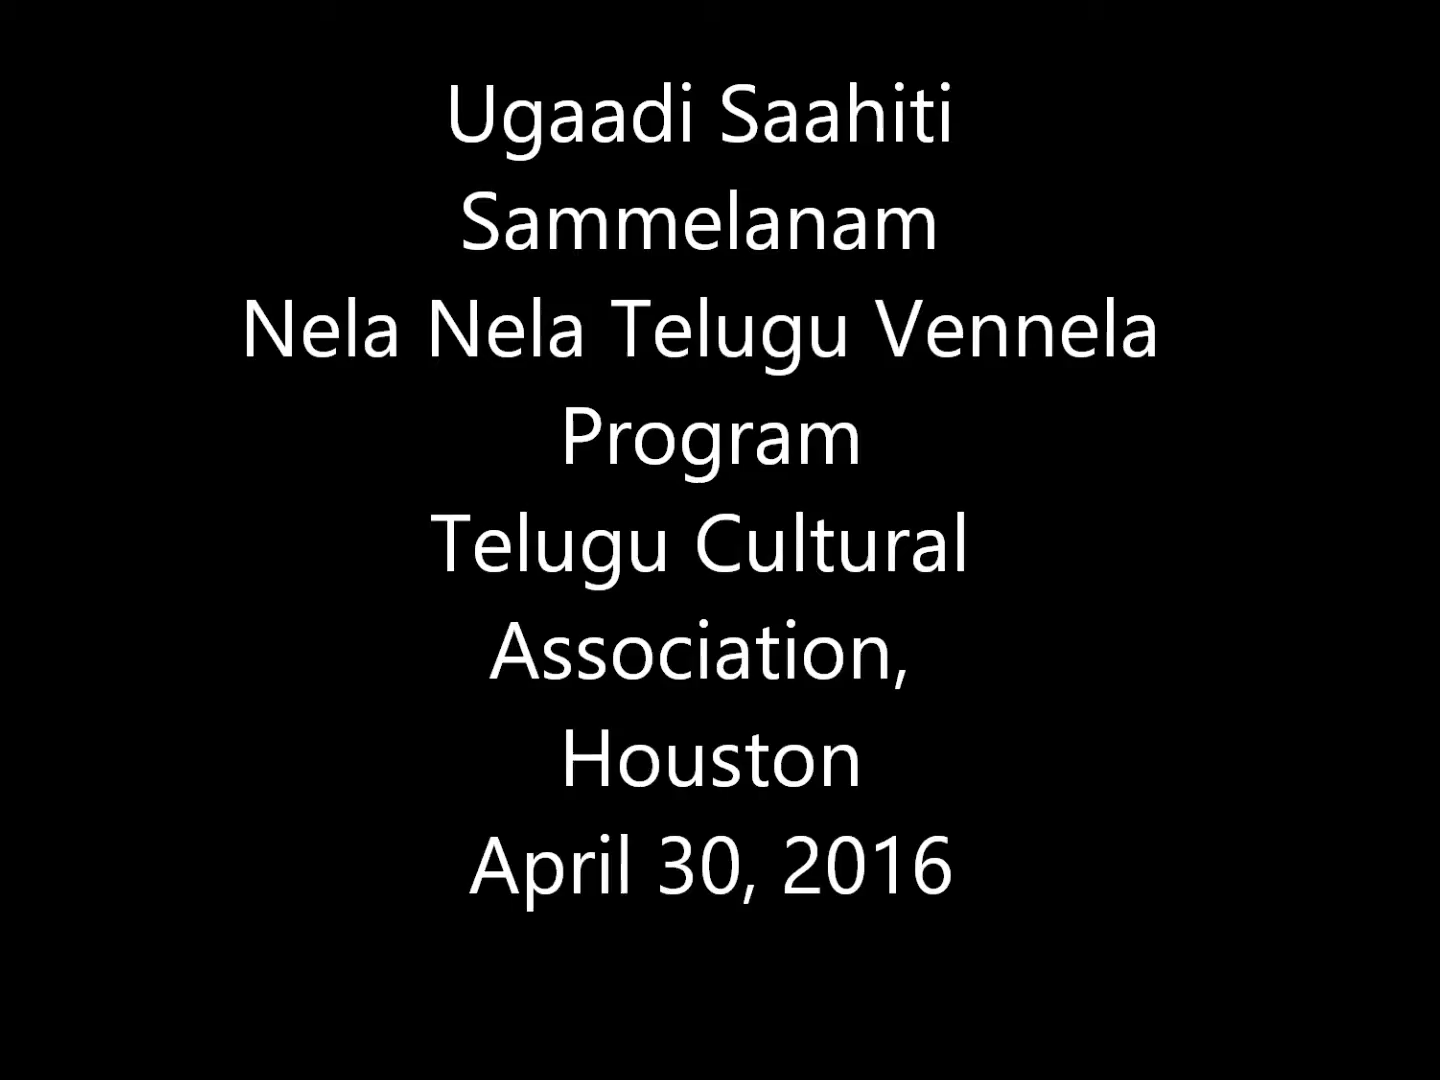 Ugaadi Saahiti
Sammelanam
Nela Nela Telugu Vennela
Program
Telugu Cultural
Association,
Houston
April 30, 2016